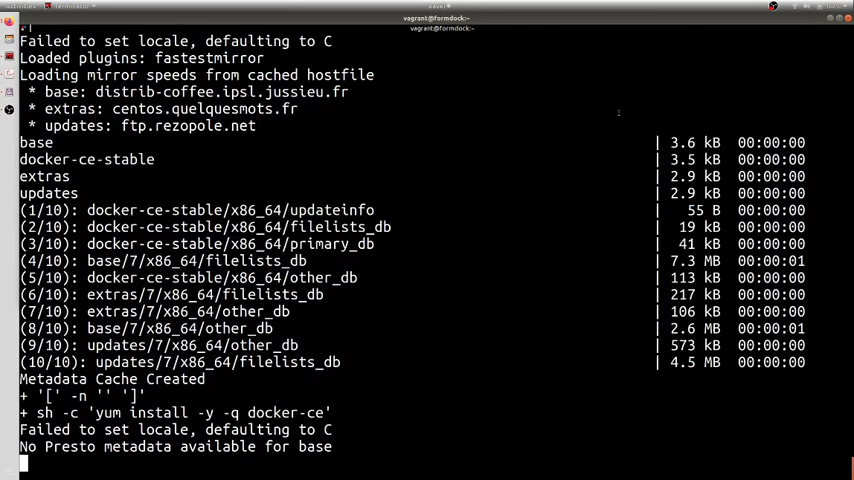 Activities Terminator Xavki
vagrant@formdock:~
vagrant@formdock:~
Failed to set locale, defaulting to C
Loaded plugins: fastestmirror
Loading mirror speeds from cached hostfile
* base: distrib-coffee.ipsl.jussieu.fr
* extras: centos.quelquesmots.fr
* updates: ftp.rezopole.net
base | 3.6 kB 00:00:00
docker-ce-stable | 3.5 kB 00:00:00
extras | 2.9 kB 00:00:00
updates | 2.9 kB 00:00:00
(1/10): docker-ce-stable/x86_64/updateinfo | 55 B 00:00:00
(2/10): docker-ce-stable/x86_64/filelists_db | 19 kB 00:00:00
(3/10): docker-ce-stable/x86_64/primary_db | 41 kB 00:00:00
(4/10): base/7/x86_64/filelists_db | 7.3 MB 00:00:01
(5/10): docker-ce-stable/x86_64/other_db | 113 kB 00:00:00
(6/10): extras/7/x86_64/filelists_db | 217 kB 00:00:00
(7/10): extras/7/x86_64/other_db | 106 kB 00:00:00
(8/10): base/7/x86_64/other_db | 2.6 MB 00:00:01
(9/10): updates/7/x86_64/other_db | 573 kB 00:00:00
(10/10): updates/7/x86_64/filelists_db | 4.5 MB 00:00:00
Metadata Cache Created
+ '[' -n '' ']'
+ sh -c 'yum install -y -q docker-ce'
Failed to set locale, defaulting to C
No Presto metadata available for base